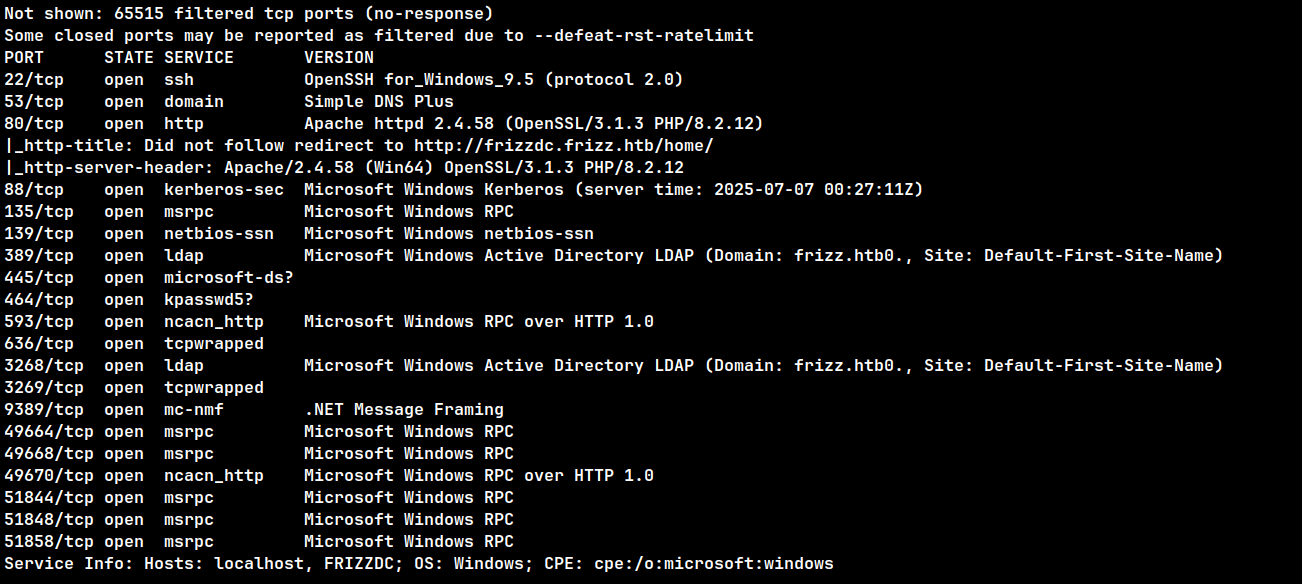 Not shown: 65515 filtered tcp ports (no-response)
Some closed ports may be reported as filtered due to --defeat-rst-ratelimit
PORT      STATE SERVICE       VERSION
22/tcp    open  ssh           OpenSSH for_Windows_9.5 (protocol 2.0)
53/tcp    open  domain        Simple DNS Plus
80/tcp    open  http          Apache httpd 2.4.58 (OpenSSL/3.1.3 PHP/8.2.12)
|_http-title: Did not follow redirect to http://frizzdc.frizz.htb/home/
|_http-server-header: Apache/2.4.58 (Win64) OpenSSL/3.1.3 PHP/8.2.12
88/tcp    open  kerberos-sec  Microsoft Windows Kerberos (server time: 2025-07-07 00:27:11Z)
135/tcp   open  msrpc         Microsoft Windows RPC
139/tcp   open  netbios-ssn   Microsoft Windows netbios-ssn
389/tcp   open  ldap          Microsoft Windows Active Directory LDAP (Domain: frizz.htb0., Site: Default-First-Site-Name)
445/tcp   open  microsoft-ds?
464/tcp   open  kpasswd5?
593/tcp   open  ncacn_http    Microsoft Windows RPC over HTTP 1.0
636/tcp   open  tcpwrapped
3268/tcp  open  ldap          Microsoft Windows Active Directory LDAP (Domain: frizz.htb0., Site: Default-First-Site-Name)
3269/tcp  open  tcpwrapped
9389/tcp  open  mc-nmf        .NET Message Framing
49664/tcp open  msrpc         Microsoft Windows RPC
49668/tcp open  msrpc         Microsoft Windows RPC
49670/tcp open  ncacn_http    Microsoft Windows RPC over HTTP 1.0
51844/tcp open  msrpc         Microsoft Windows RPC
51848/tcp open  msrpc         Microsoft Windows RPC
51858/tcp open  msrpc         Microsoft Windows RPC
Service Info: Hosts: localhost, FRIZZDC; OS: Windows; CPE: cpe:/o:microsoft:windows